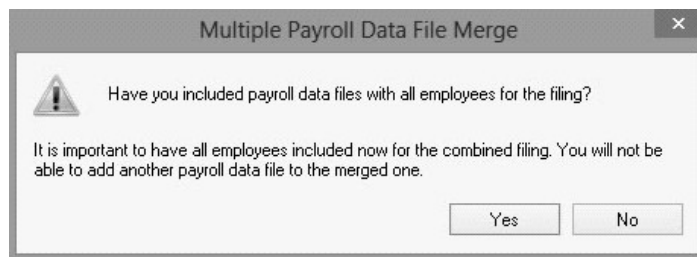 Multiple Payroll Data File Merge
Have you included payroll data files with all employees for the filing?
It is important to have all employees included now for the combined filing. You will not be
able to add another payroll data file to the merged one.
Yes
No